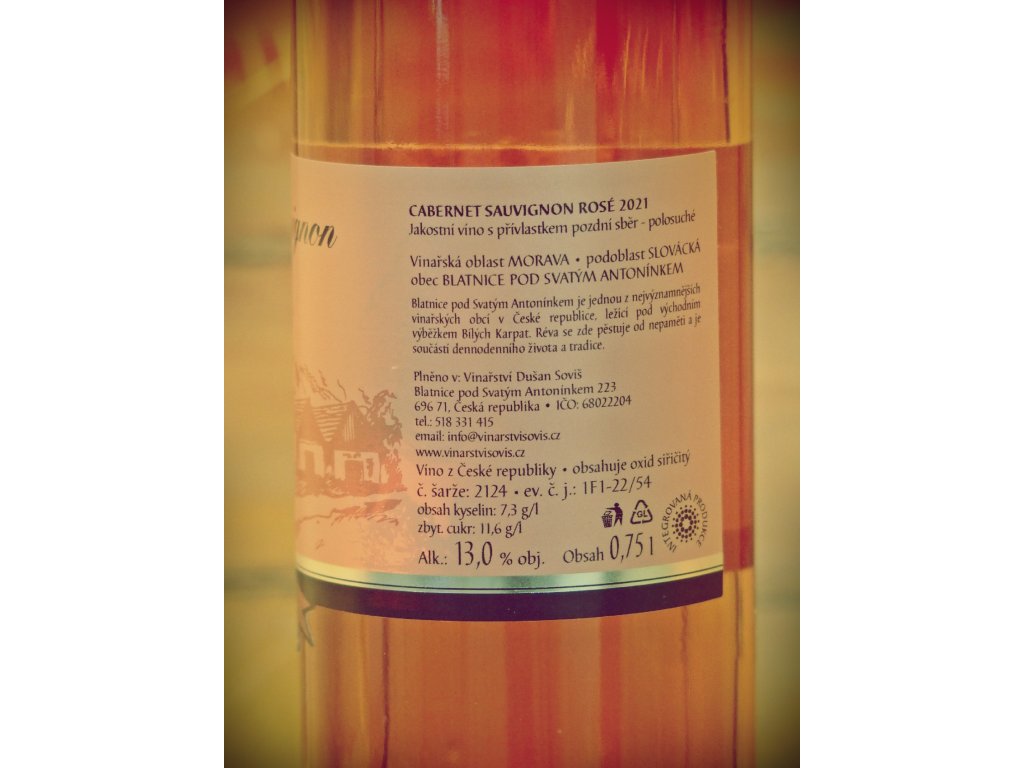 gnon
CABERNET SAUVIGNON ROSÉ 2021
Jakostní víno s přívlastkem pozdní sběr - polosuché
Vinařská oblast MORAVA • podoblast SLOVÁCKÁ
obec BLATNICE POD SVATÝM ANTONÍNKEM
Blatnice pod Svatým Antonínkem je jednou z nejvýznamnějších
vinařských obcí v České republice, ležící pod východním
výběžkem Bílých Karpat. Réva se zde pěstuje od nepaměti a je
součástí dennodenního života a tradice.
Plněno v: Vinařství Dušan Soviš
Blatnice pod Svatým Antonínkem 223
696 71, Česká republika • IČO: 68022204
tel.: 518 331 415
email: info@vinarstvisovis.cz
www.vinarstvisovis.cz
Víno z České republiky • obsahuje oxid siřičitý
č. šarže: 2124 • ev. č. j.: 1F1-22/54
obsah kyselin: 7,3 g/l
zbyt. cukr: 11,6 g/l
Alk.: 13,0 % obj. Obsah 0,75 l
GL
INTEGROVANÁ PRODUKCE